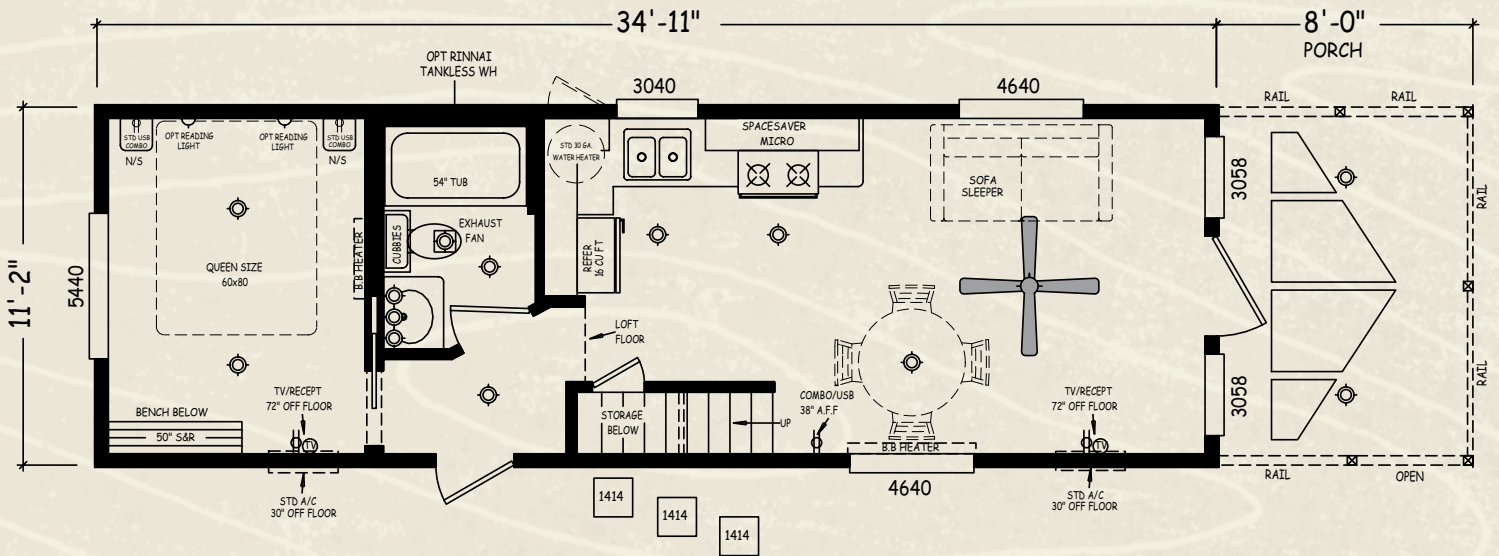 34'-11"
8'-0"
PORCH
OPT RINNAI
TANKLESS WH
3040
4640
RAIL
RAIL
STD USB
COMBO
N/S
OPT READING
LIGHT
OPT READING
LIGHT
STD USB
COMBO
N/S
54" TUB
STD 30 GA.
WATER HEATER
SPACESAVER
MICRO
SOFA
SLEEPER
3058
RAIL
11'-2"
5440
QUEEN SIZE
60x80
B.B HEATER
CUBBIES
EXHAUST
FAN
REFER
16 CU FT
LOFT
FLOOR
BENCH BELOW
50" S&R
TV/RECEPT
72" OFF FLOOR
TV
STORAGE
BELOW
UP
COMBO/USB
38" A.F.F
B.B HEATER
TV/RECEPT
72" OFF FLOOR
TV
3058
RAIL
STD A/C
30" OFF FLOOR
1414
1414
1414
4640
STD A/C
30" OFF FLOOR
RAIL
OPEN